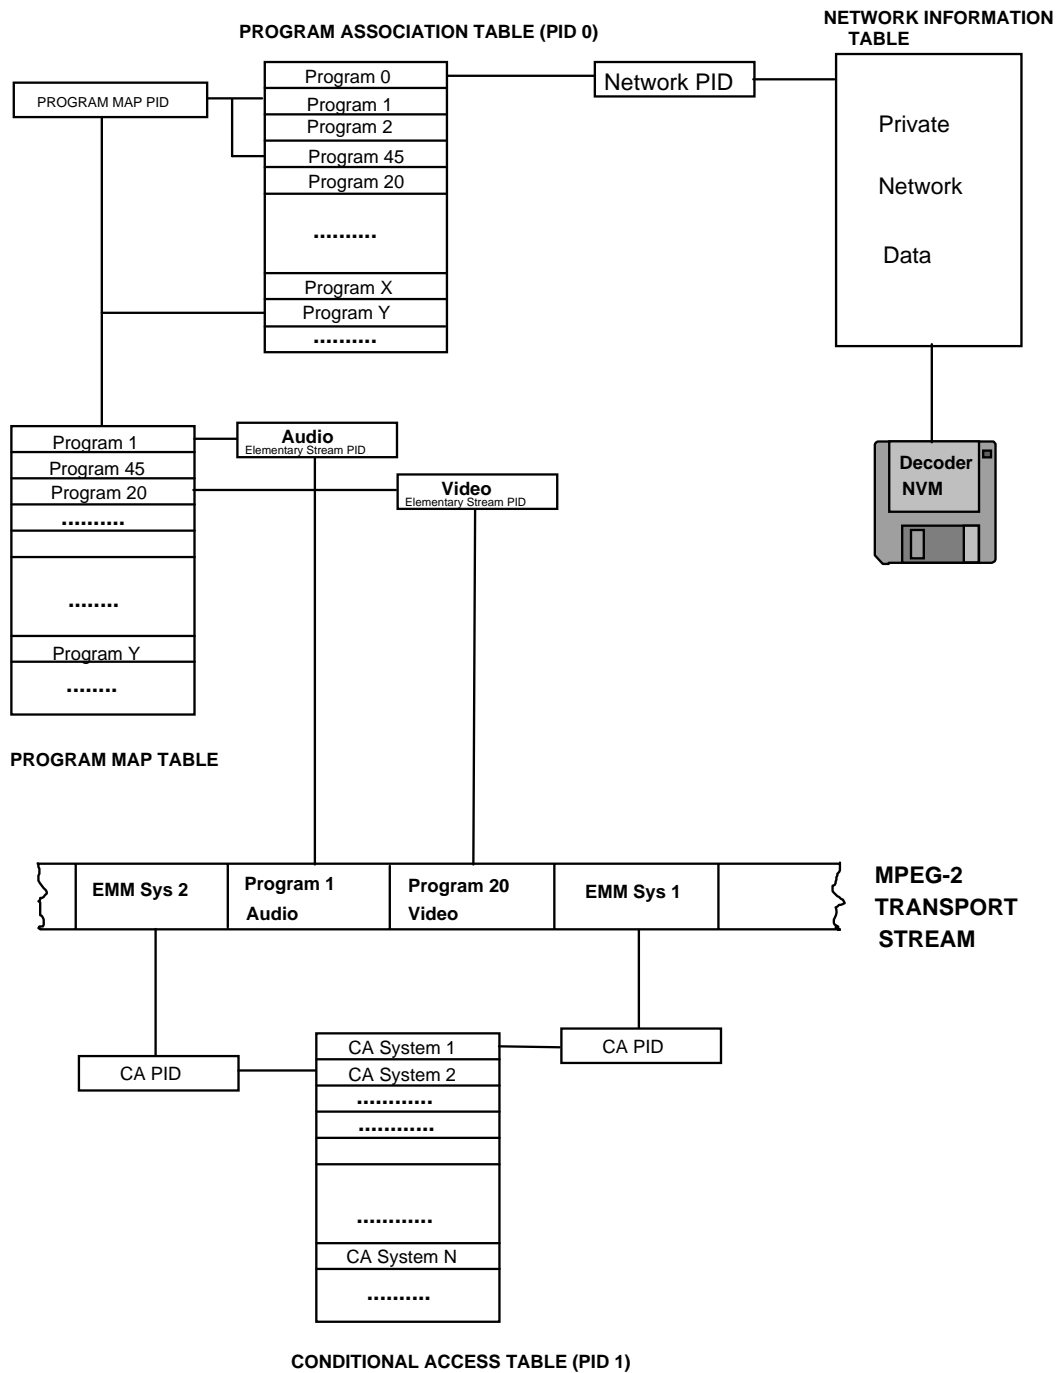 PROGRAM ASSOCIATION TABLE (PID 0)
NETWORK INFORMATION
TABLE
PROGRAM MAP PID
Program 0
Program 1
Program 2
Program 45
Program 20
..........
Program X
Program Y
..........
Network PID
Private
Network
Data
Decoder
NVM
Program 1
Program 45
Program 20
..........
........
Program Y
........
Audio
Elementary Stream PID
Video
Elementary Stream PID
PROGRAM MAP TABLE
EMM Sys 2
Program 1
Audio
Program 20
Video
EMM Sys 1
MPEG-2
TRANSPORT
STREAM
CA PID
CA System 1
CA System 2
............
............
............
CA System N
..........
CA PID
CONDITIONAL ACCESS TABLE (PID 1)